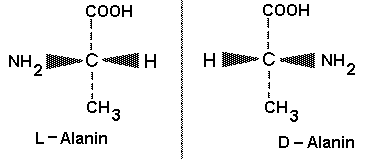 COOH
NH2 C H
CH3
L – Alanin
COOH
H C NH2
CH3
D – Alanin